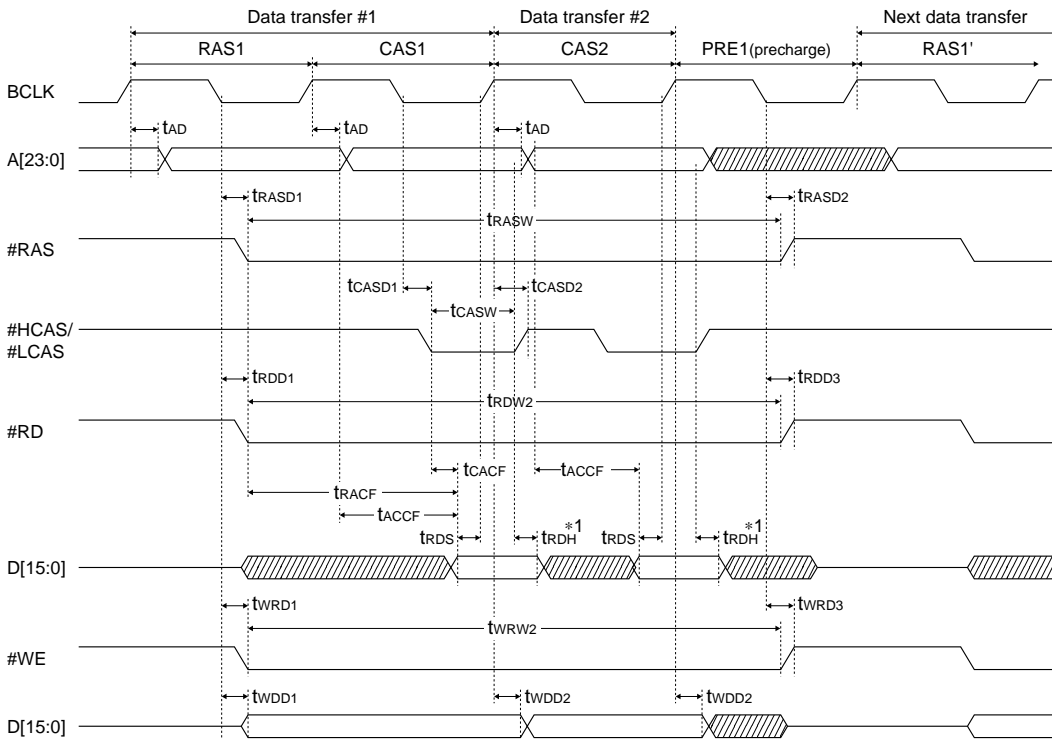 Data transfer #1 Data transfer #2 Next data transfer
RAS1 CAS1 CAS2 PRE1(precharge) RAS1'
BCLK
tAD tAD tAD
A[23:0]
tRASD1 tRASD2
tRASW
#RAS
tCASD1 tCASD2
tCASW
#HCAS/
#LCAS
tRDD1 tRDD3
tRDW2
#RD
tCACF tACCF
tRACF
tACCF
tRDS tRDH*1 tRDS tRDH*1
D[15:0]
tWRD1 tWRD3
tWRW2
#WE
tWDD1 tWDD2 tWDD2
D[15:0]